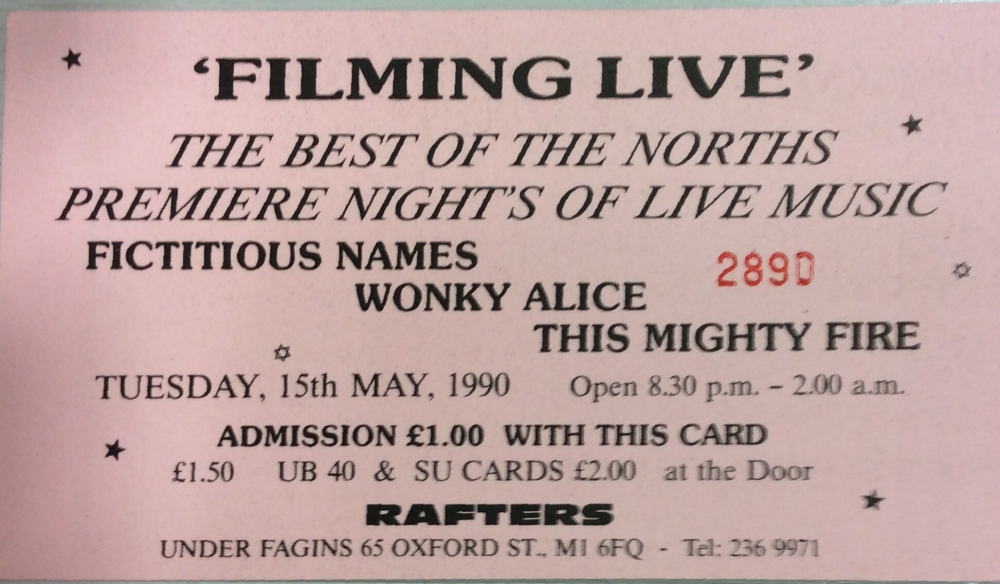 'FILMING LIVE'
THE BEST OF THE NORTHS
PREMIERE NIGHT'S OF LIVE MUSIC
FICTITIOUS NAMES
2890
WONKY ALICE
THIS MIGHTY FIRE
TUESDAY, 15th MAY, 1990 Open 8.30 p.m. – 2.00 a.m.
ADMISSION £1.00 WITH THIS CARD
£1.50 UB 40 & SU CARDS £2.00 at the Door
RAFTERS
UNDER FAGINS 65 OXFORD ST., M1 6FQ - Tel: 236 9971